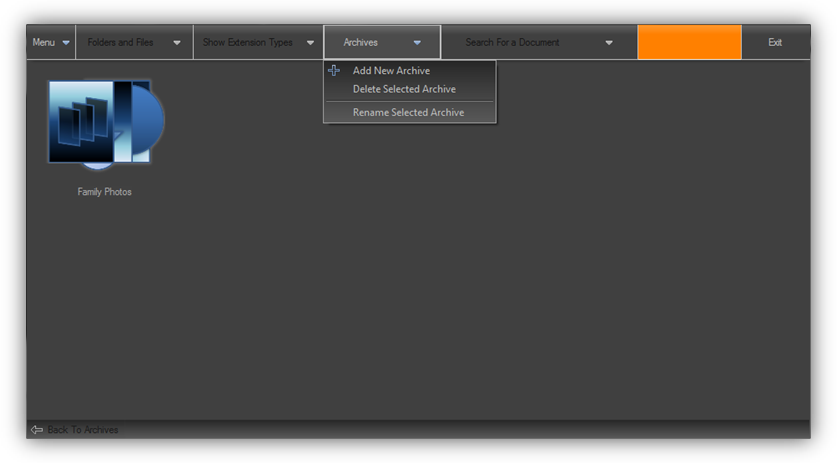 Menu
Folders and Files
Show Extension Types
Archives
Search For a Document
Exit
Add New Archive
Delete Selected Archive
Rename Selected Archive
Family Photos
Back To Archives